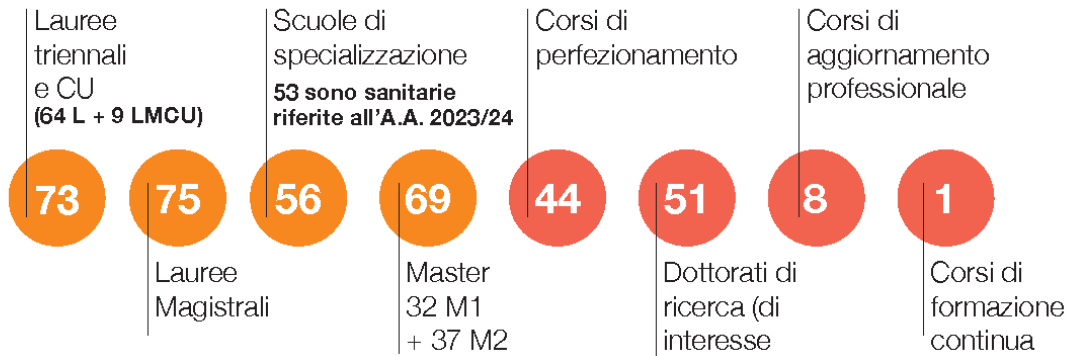 Lauree
triennali
e CU
(64 L + 9 LMCU)
Scuole di
specializzazione
53 sono sanitarie
riferite all'A.A. 2023/24
Corsi di
perfezionamento
Corsi di
aggiornamento
professionale
73
75
56
69
44
51
8
1
Lauree
Magistrali
Master
32 M1
+ 37 M2
Dottorati di
ricerca (di
interesse
Corsi di
formazione
continua